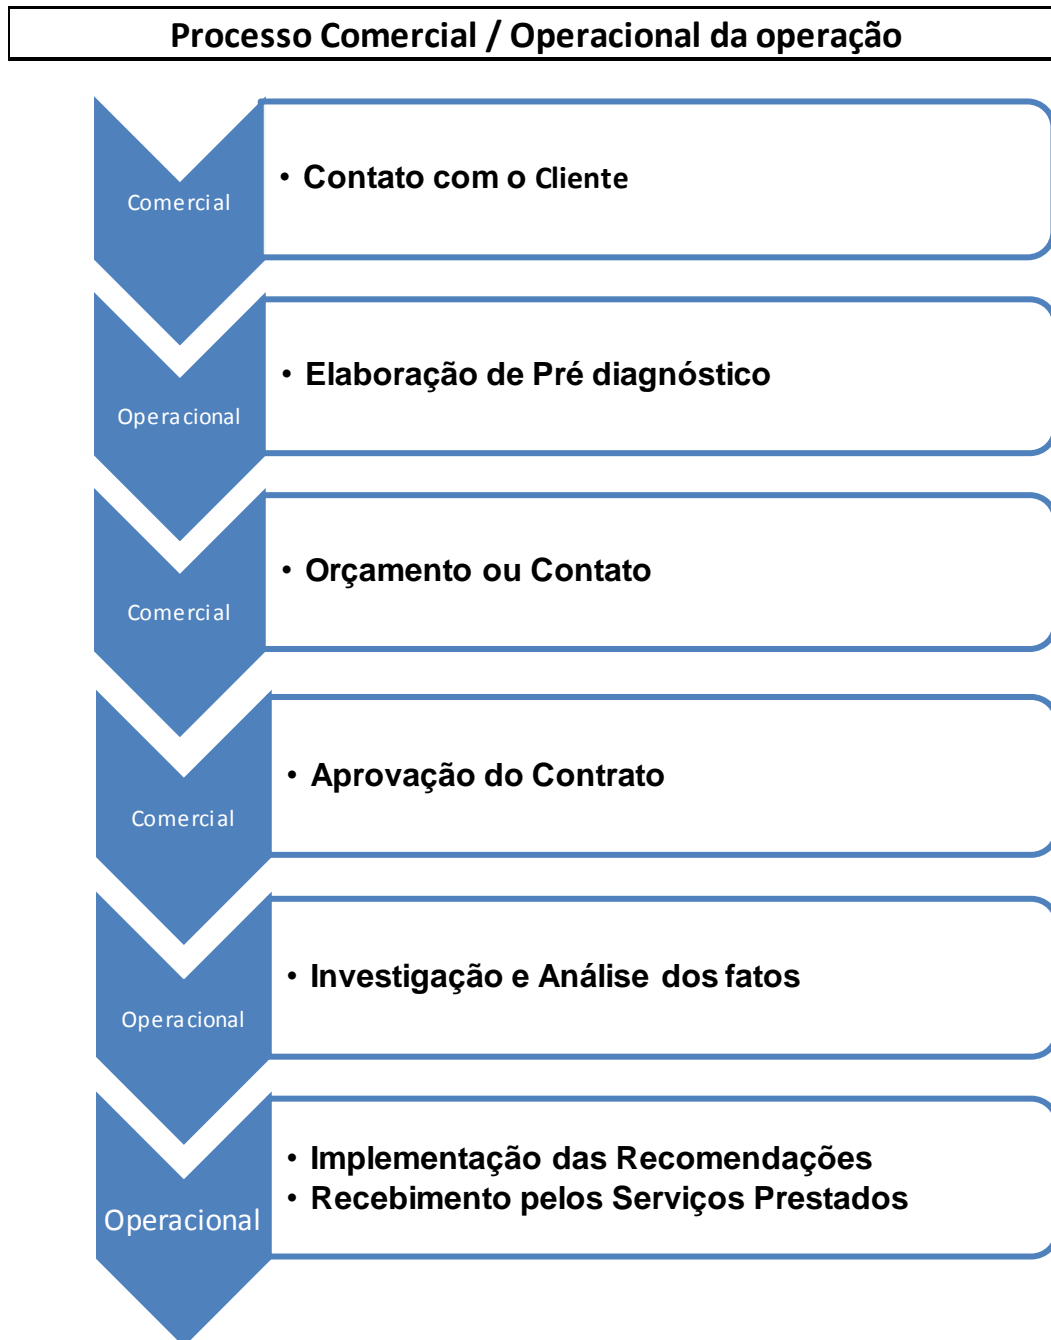 Processo Comercial / Operacional da operação
Comercial
• Contato com o Cliente
Operacional
• Elaboração de Pré diagnóstico
Comercial
• Orçamento ou Contato
Comercial
• Aprovação do Contrato
Operacional
• Investigação e Análise dos fatos
Operacional
• Implementação das Recomendações
• Recebimento pelos Serviços Prestados